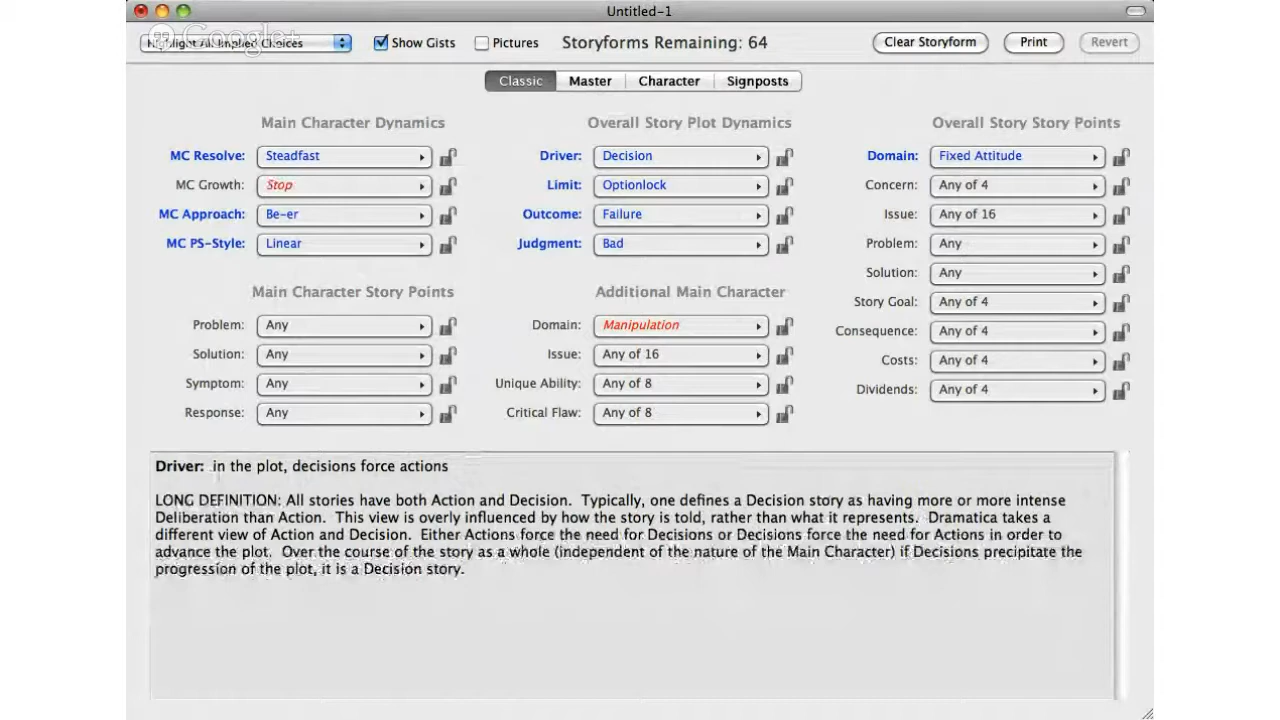 Untitled-1
Google+
Highlight All Implied Choices
Show Gists
Pictures
Storyforms Remaining: 64
Clear Storyform
Print
Revert
Classic
Master
Character
Signposts
Main Character Dynamics
MC Resolve: Steadfast
MC Growth: Stop
MC Approach: Be-er
MC PS-Style: Linear
Main Character Story Points
Problem: Any
Solution: Any
Symptom: Any
Response: Any
Overall Story Plot Dynamics
Driver: Decision
Limit: Optionlock
Outcome: Failure
Judgment: Bad
Additional Main Character
Domain: Manipulation
Issue: Any of 16
Unique Ability: Any of 8
Critical Flaw: Any of 8
Overall Story Story Points
Domain: Fixed Attitude
Concern: Any of 4
Issue: Any of 16
Problem: Any
Solution: Any
Story Goal: Any of 4
Consequence: Any of 4
Costs: Any of 4
Dividends: Any of 4
Driver: in the plot, decisions force actions
LONG DEFINITION: All stories have both Action and Decision. Typically, one defines a Decision story as having more or more intense
Deliberation than Action. This view is overly influenced by how the story is told, rather than what it represents. Dramatica takes a
different view of Action and Decision. Either Actions force the need for Decisions or Decisions force the need for Actions in order to
advance the plot. Over the course of the story as a whole (independent of the nature of the Main Character) if Decisions precipitate the
progression of the plot, it is a Decision story.